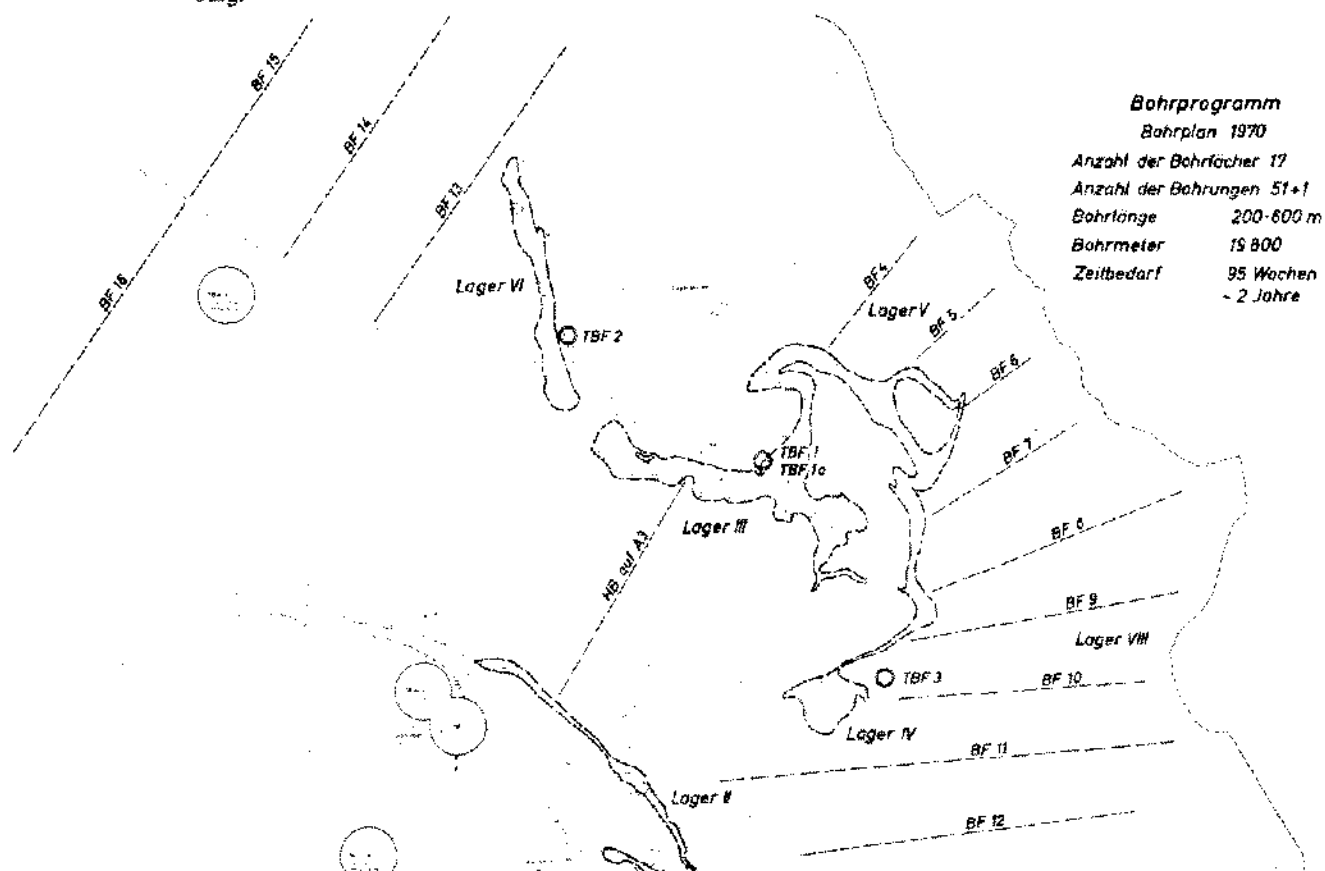 Bohrprogramm
Bohrplan 1970
Anzahl der Bohrfächer 17
Anzahl der Bohrungen 51+1
Bohrlänge 200-600 m
Bohrmeter 19 800
Zeitbedarf 95 Wochen
~ 2 Jahre
BF 15
BF 14
BF 13
BF 16
Lager VI
TBF 2
BF 4
Lager V
BF 5
BF 6
BF 7
TBF 1
TBF 1a
Lager III
HB auf A3
BF 8
BF 9
Lager VIII
TBF 3
BF 10
Lager IV
BF 11
Lager II
BF 12